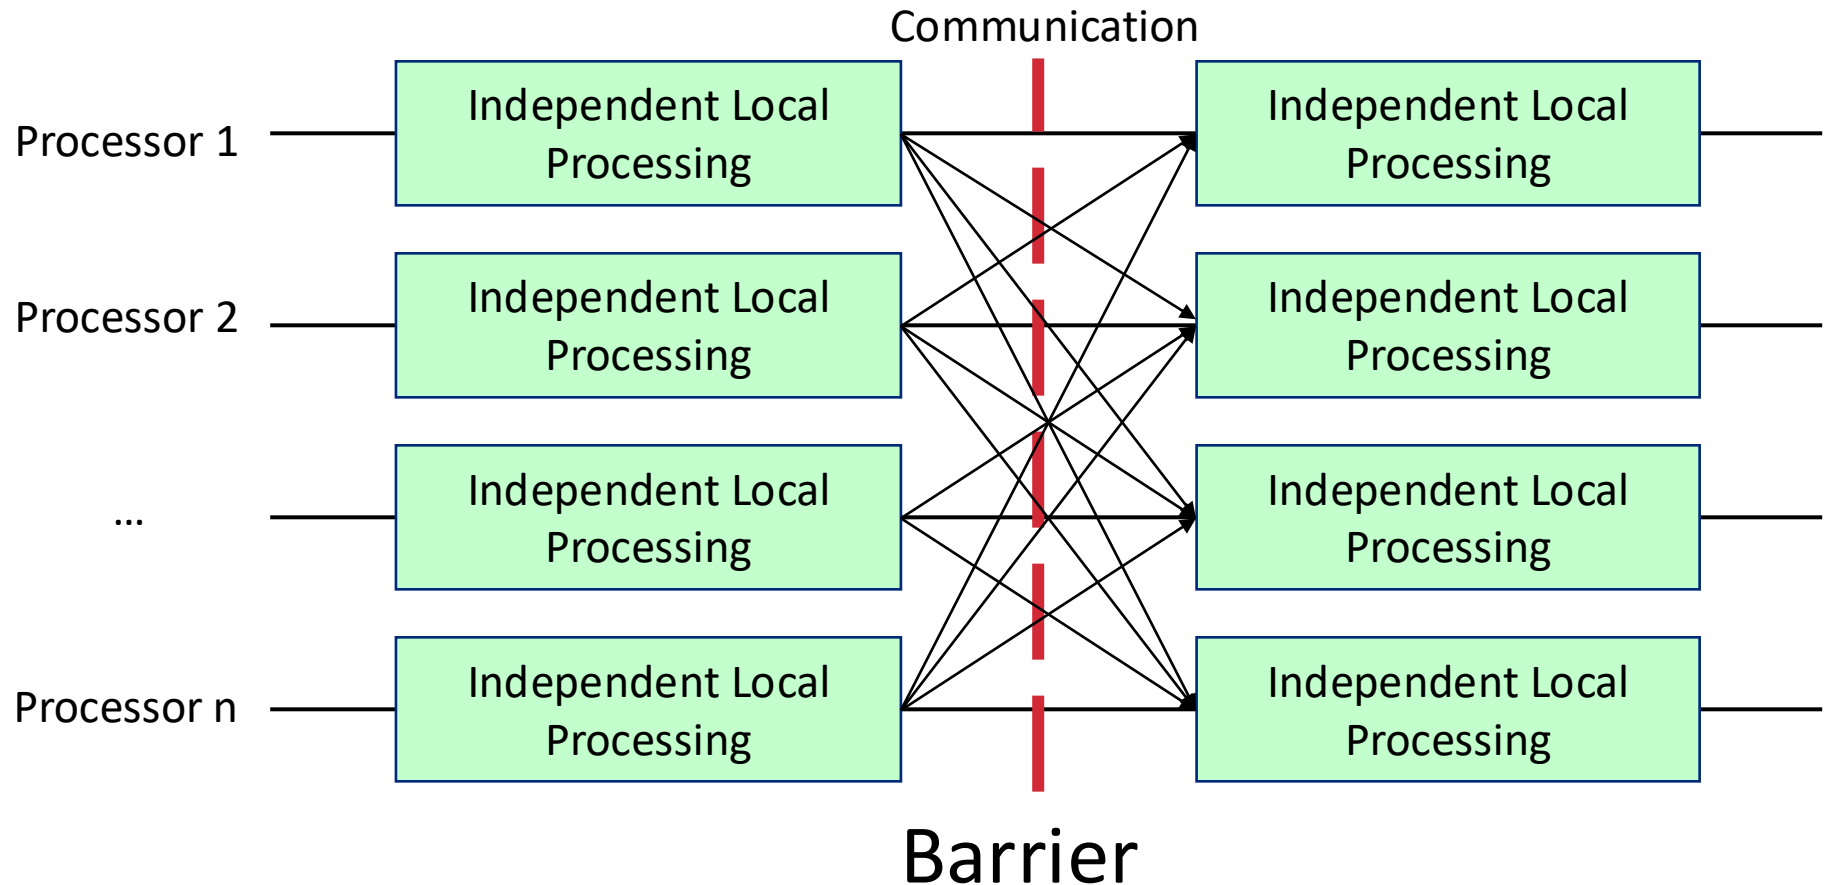 Communication
Processor 1
Independent Local
Processing
Independent Local
Processing
Processor 2
Independent Local
Processing
Independent Local
Processing
...
Independent Local
Processing
Independent Local
Processing
Processor n
Independent Local
Processing
Independent Local
Processing
Barrier